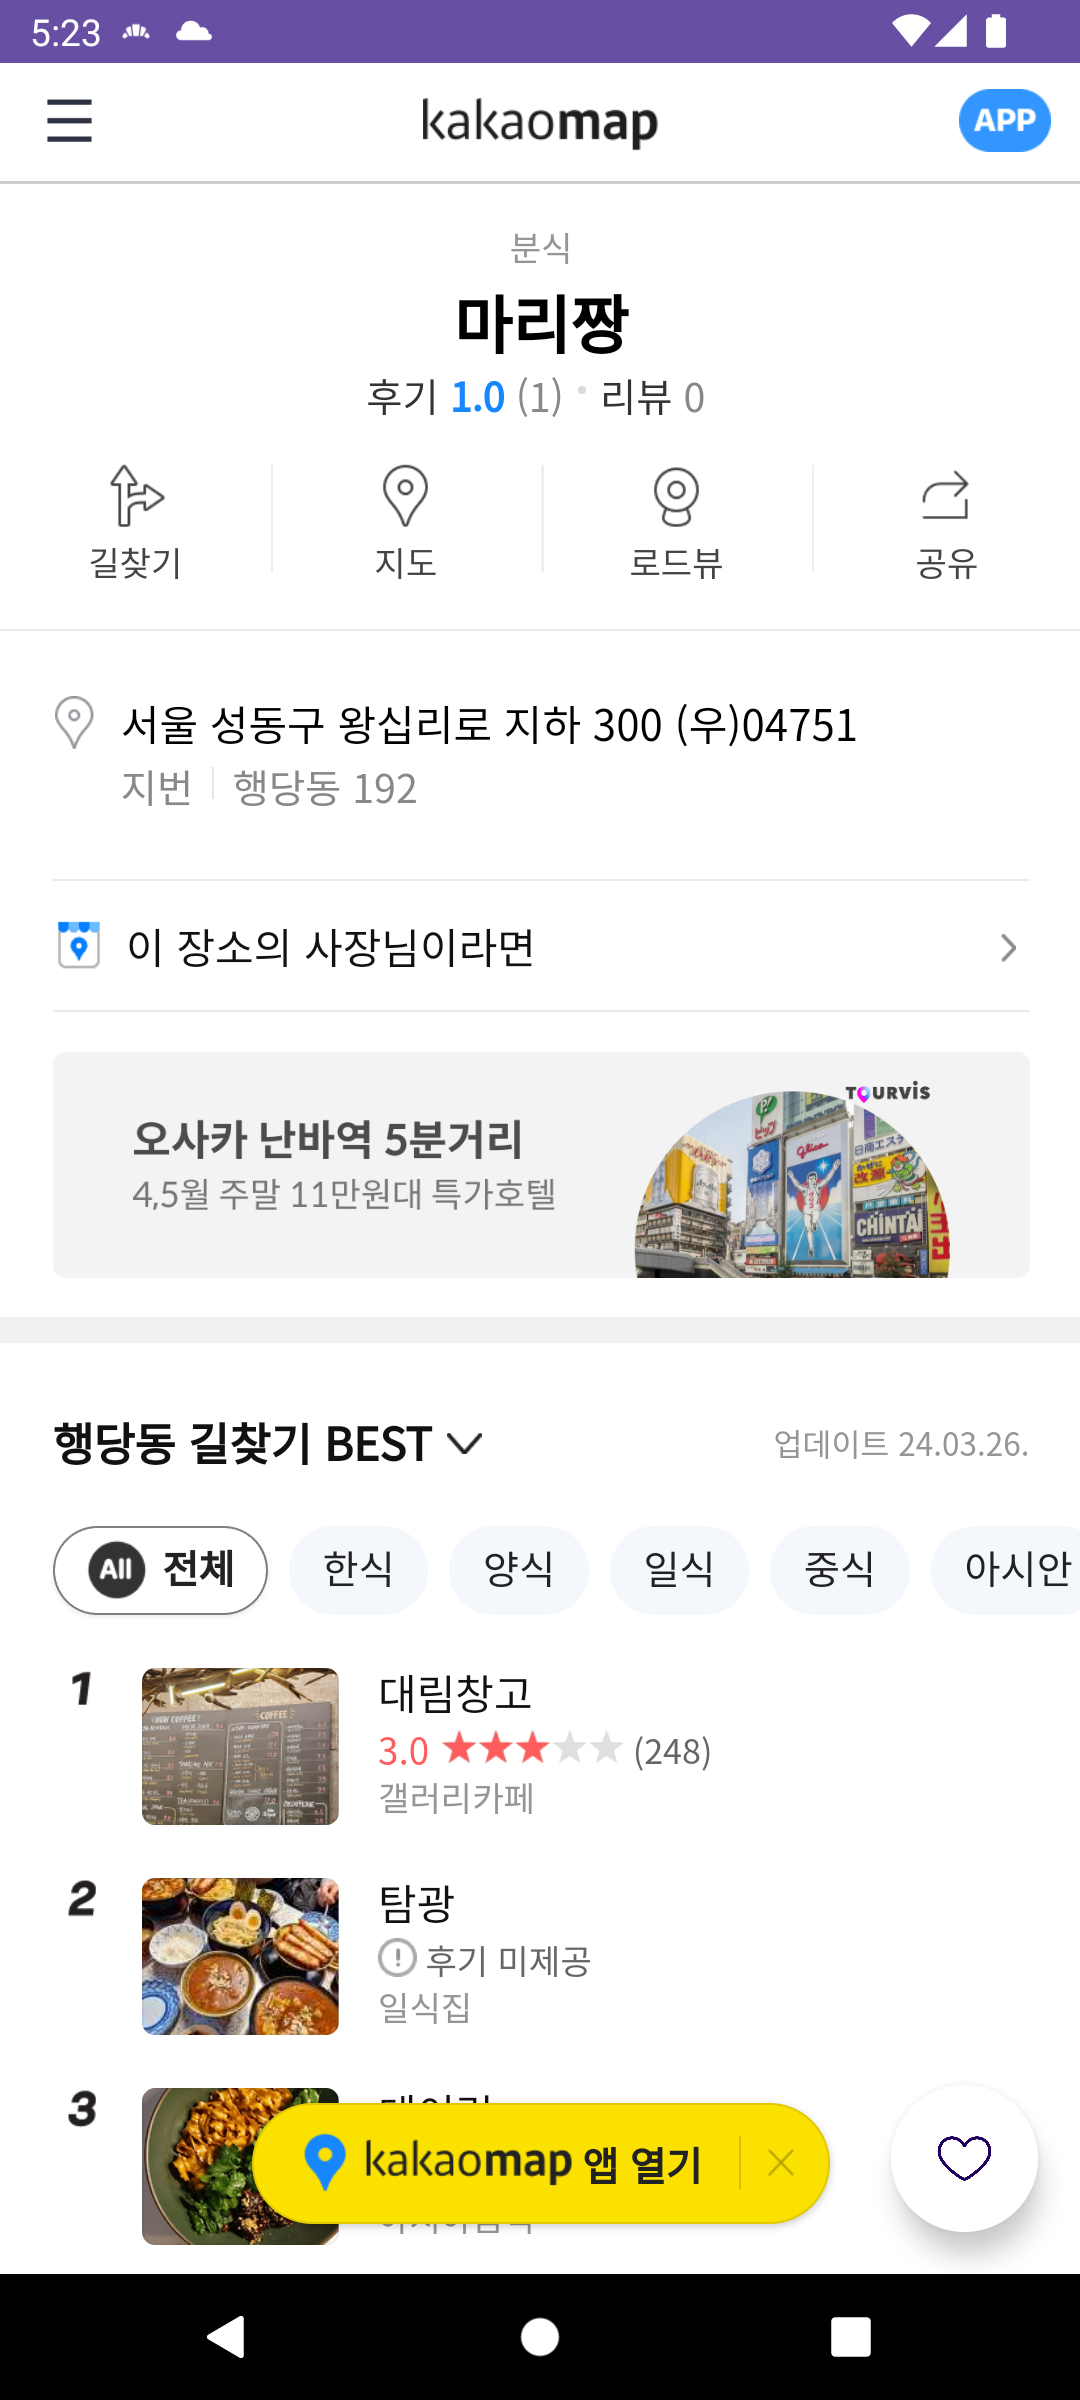 5:23
kakaomap
APP
분식
마리짱
후기 1.0 (1) 리뷰 0
길찾기
지도
로드뷰
공유
서울 성동구 왕십리로 지하 300 (우)04751
지번 행당동 192
이 장소의 사장님이라면
TOURVIS
오사카 난바역 5분거리
4,5월 주말 11만원대 특가호텔
glico
CHINTAI
행당동 길찾기 BEST
업데이트 24.03.26.
All 전체
한식
양식
일식
중식
아시안
1
대림창고
3.0 (248)
갤러리카페
COFFEE
2
탐광
후기 미제공
일식집
3
kakaomap 앱 열기